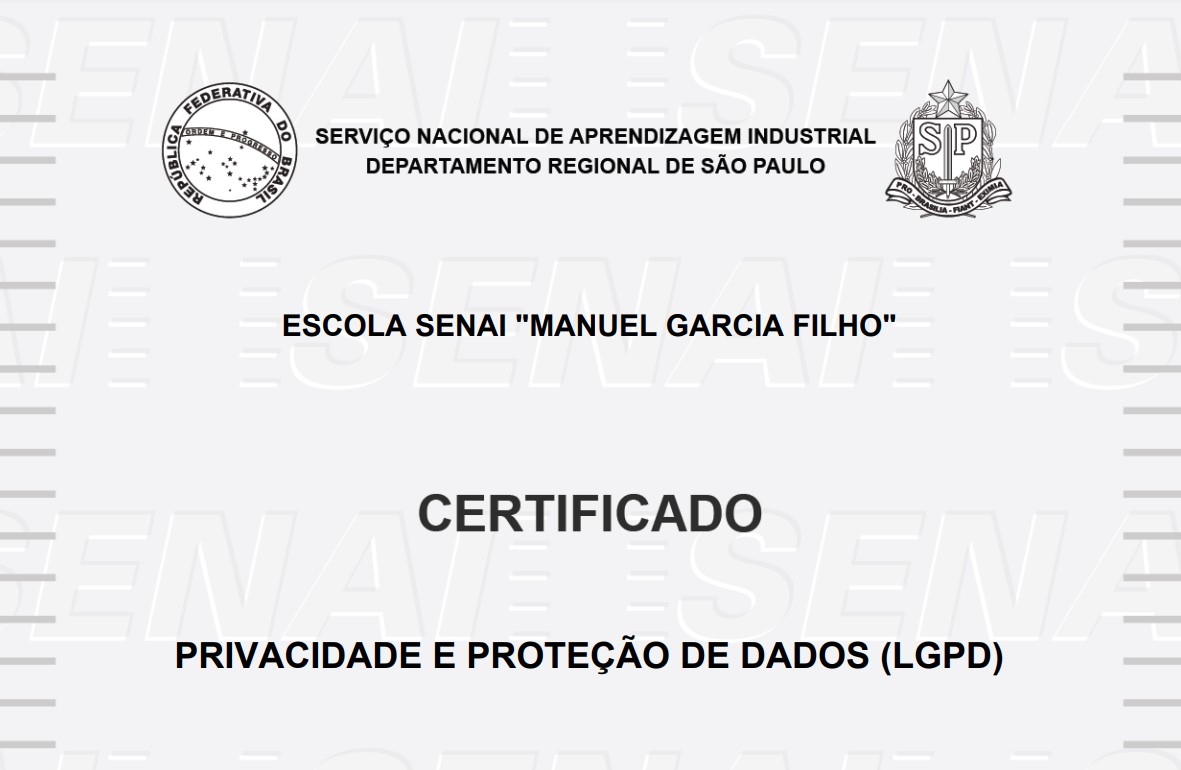 REPÚBLICA FEDERATIVA DO BRASIL
ORDEM E PROGRESSO
SERVIÇO NACIONAL DE APRENDIZAGEM INDUSTRIAL
DEPARTAMENTO REGIONAL DE SÃO PAULO
SP
PRO · BRASILIA · FIANT · EXIMIA
ESCOLA SENAI "MANUEL GARCIA FILHO"
CERTIFICADO
PRIVACIDADE E PROTEÇÃO DE DADOS (LGPD)
SENAI